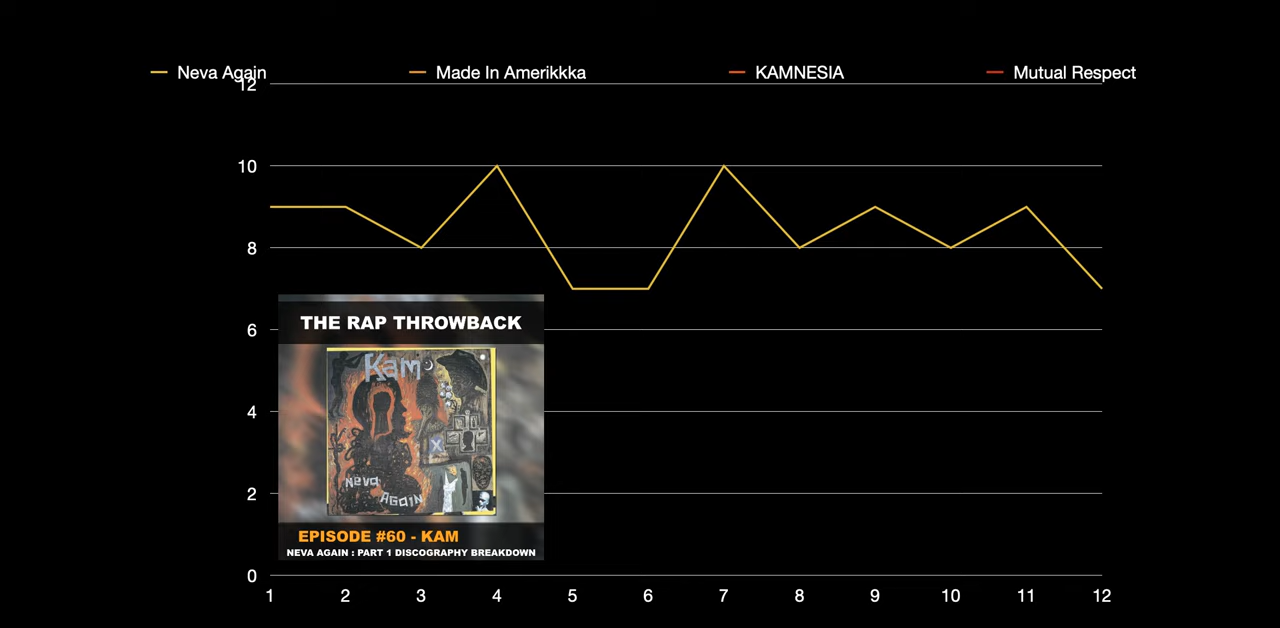 Neva Again Made In Amerikkka KAMNESIA Mutual Respect
12
10
8
6
4
2
0
THE RAP THROWBACK
Kam
X
Neva
AGAIN
EPISODE #60 - KAM
NEVA AGAIN : PART 1 DISCOGRAPHY BREAKDOWN
1 2 3 4 5 6 7 8 9 10 11 12